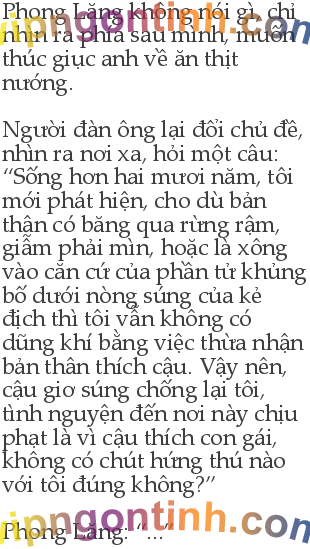 Phong Lăng không nói gì, chỉ
nhìn ra phía sau mình, muốn
thúc giục anh về ăn thịt
nướng.
Người đàn ông lại đổi chủ đề,
nhìn ra nơi xa, hỏi một câu:
“Sống hơn hai mươi năm, tôi
mới phát hiện, cho dù bản
thân có băng qua rừng rậm,
giẫm phải mìn, hoặc là xông
vào căn cứ của phần tử khủng
bố dưới nòng súng của kẻ
địch thì tôi vẫn không có
dũng khí bằng việc thừa nhận
bản thân thích cậu. Vậy nên,
cậu giơ súng chống lại tôi,
tình nguyện đến nơi này chịu
phạt là vì cậu thích con gái,
không có chút hứng thú nào
với tôi đúng không?”
vipngontinh.com
Phong Lăng: “...”